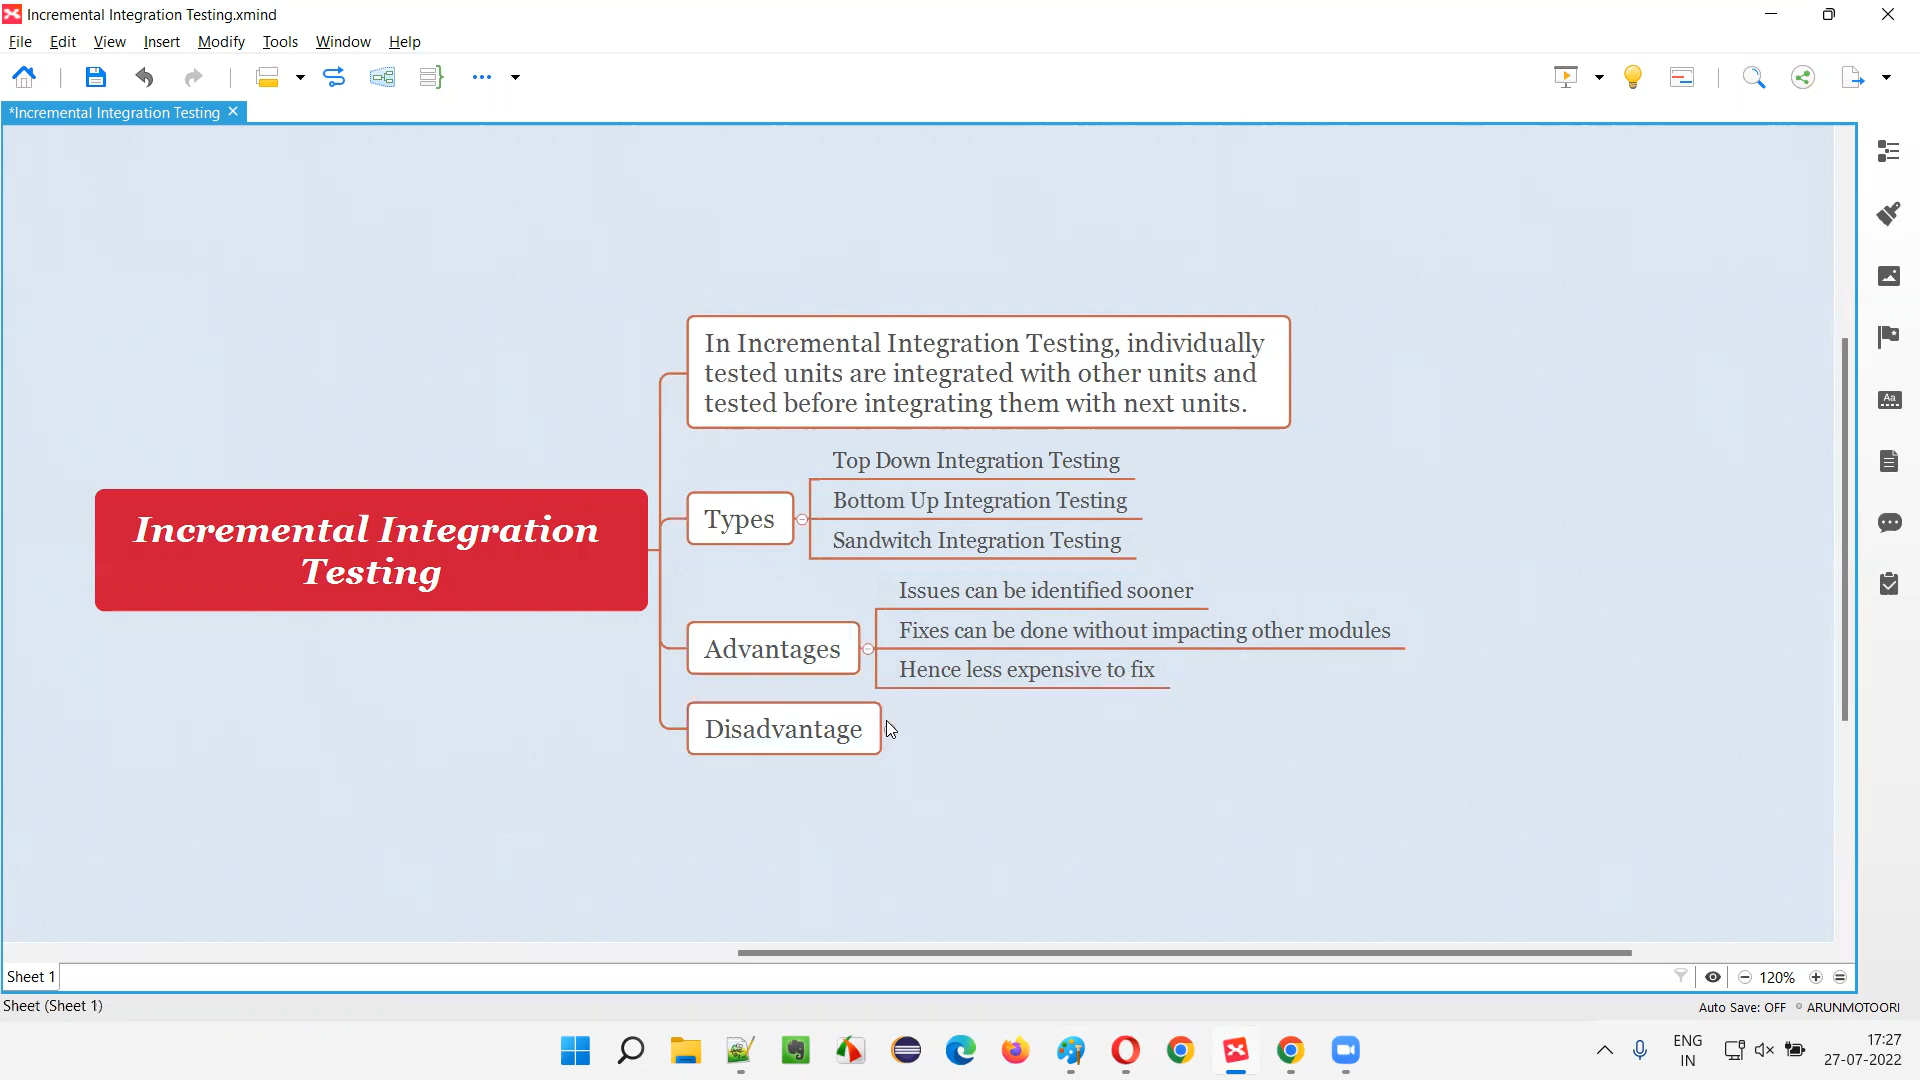 Incremental Integration Testing.xmind
File Edit View Insert Modify Tools Window Help
*Incremental Integration Testing
In Incremental Integration Testing, individually
tested units are integrated with other units and
tested before integrating them with next units.
Top Down Integration Testing
Bottom Up Integration Testing
Types
Sandwitch Integration Testing
Incremental Integration
Testing
Issues can be identified sooner
Fixes can be done without impacting other modules
Advantages
Hence less expensive to fix
Disadvantage
Aa
Sheet 1
120%
Sheet (Sheet 1)
Auto Save: OFF
ARUNMOTOORI
ENG
IN
17:27
27-07-2022